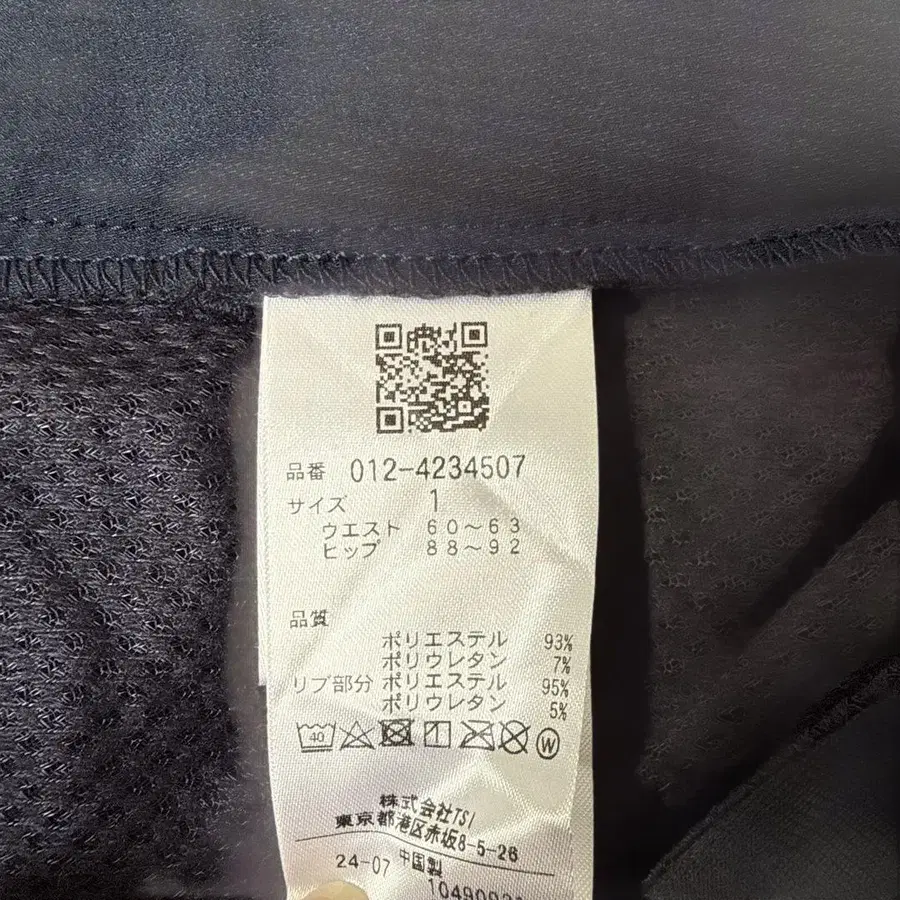 品番 012-4234507
サイズ 1
ウエスト 60～63
ヒップ 88～92
品質
ポリエステル 93%
ポリウレタン 7%
リブ部分 ポリエステル 95%
ポリウレタン 5%
40
W
株式会社TSI
東京都港区赤坂8-5-26
24-07 中国製